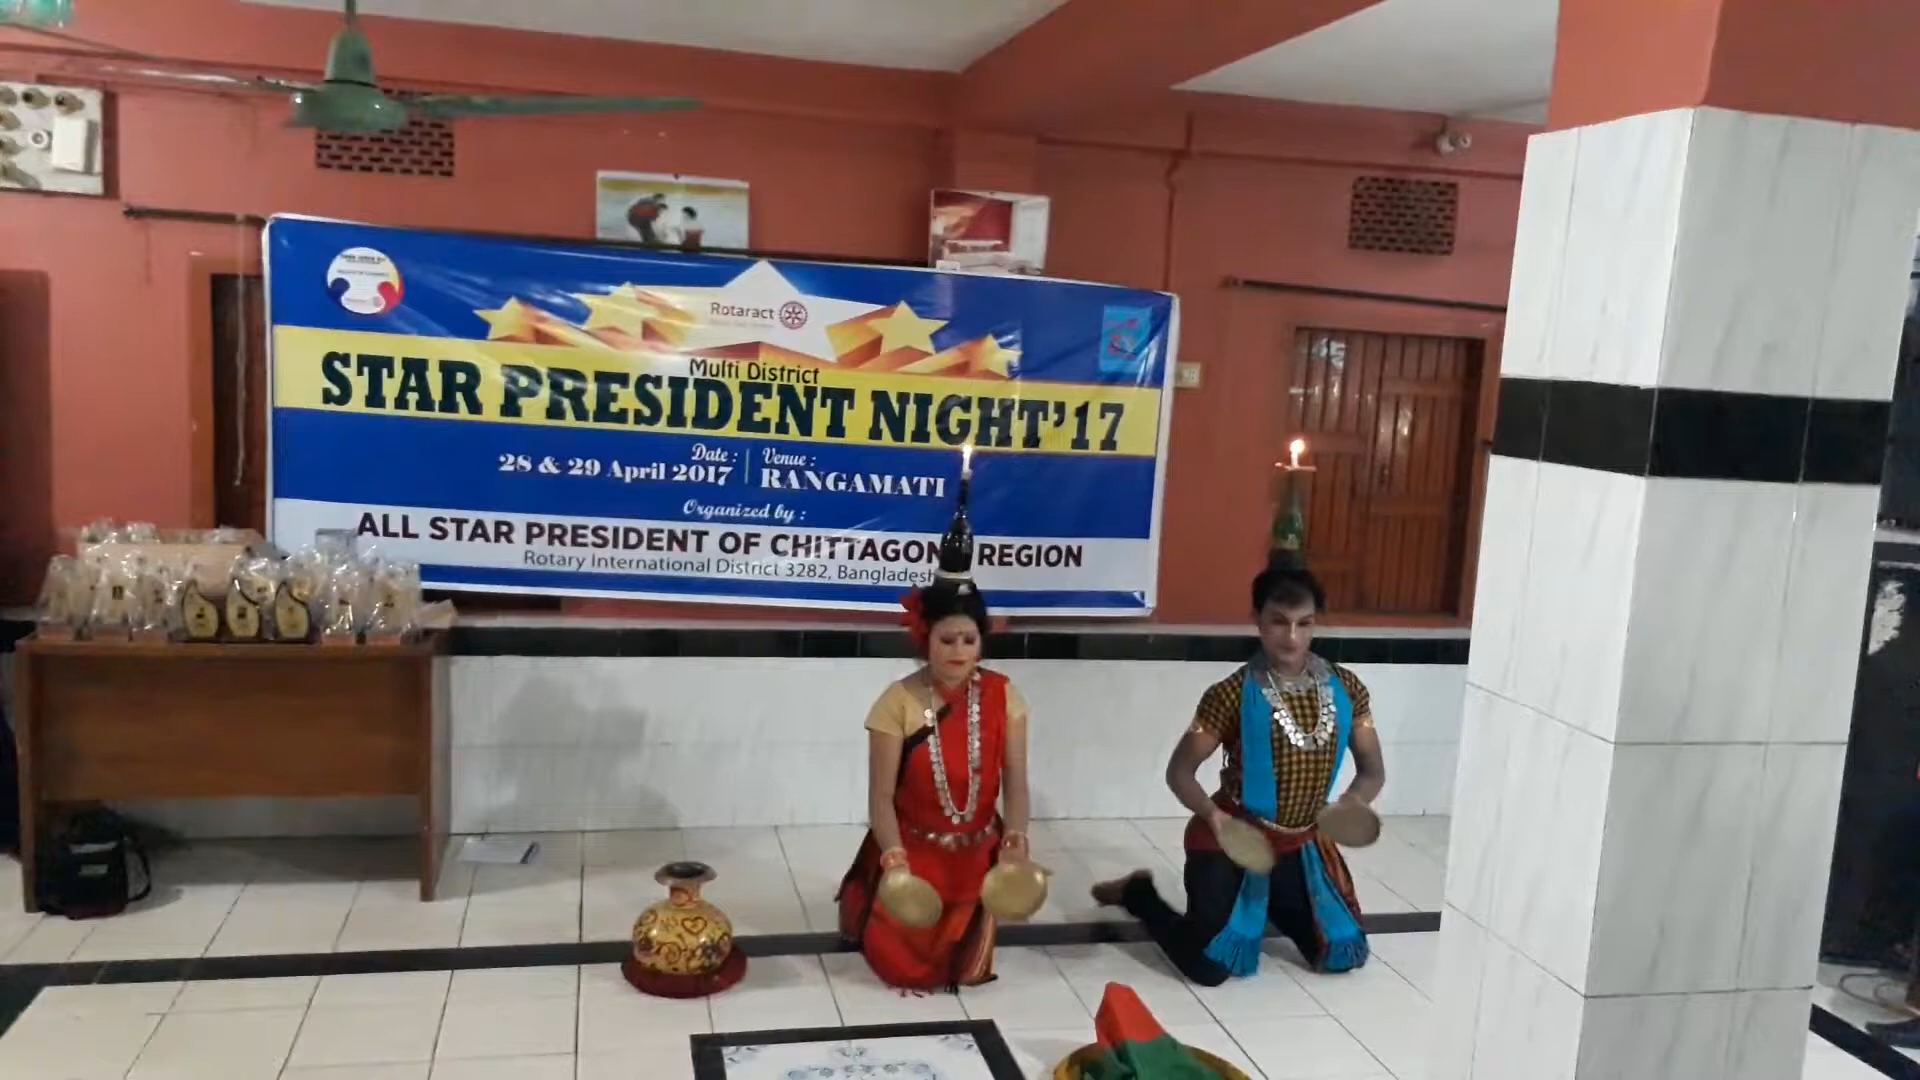 Rotaract
Multi District
STAR PRESIDENT NIGHT'17
Date : Venue :
28 & 29 April 2017 RANGAMATI
Organized by :
ALL STAR PRESIDENT OF CHITTAGON REGION
Rotary International District 3282, Bangladesh